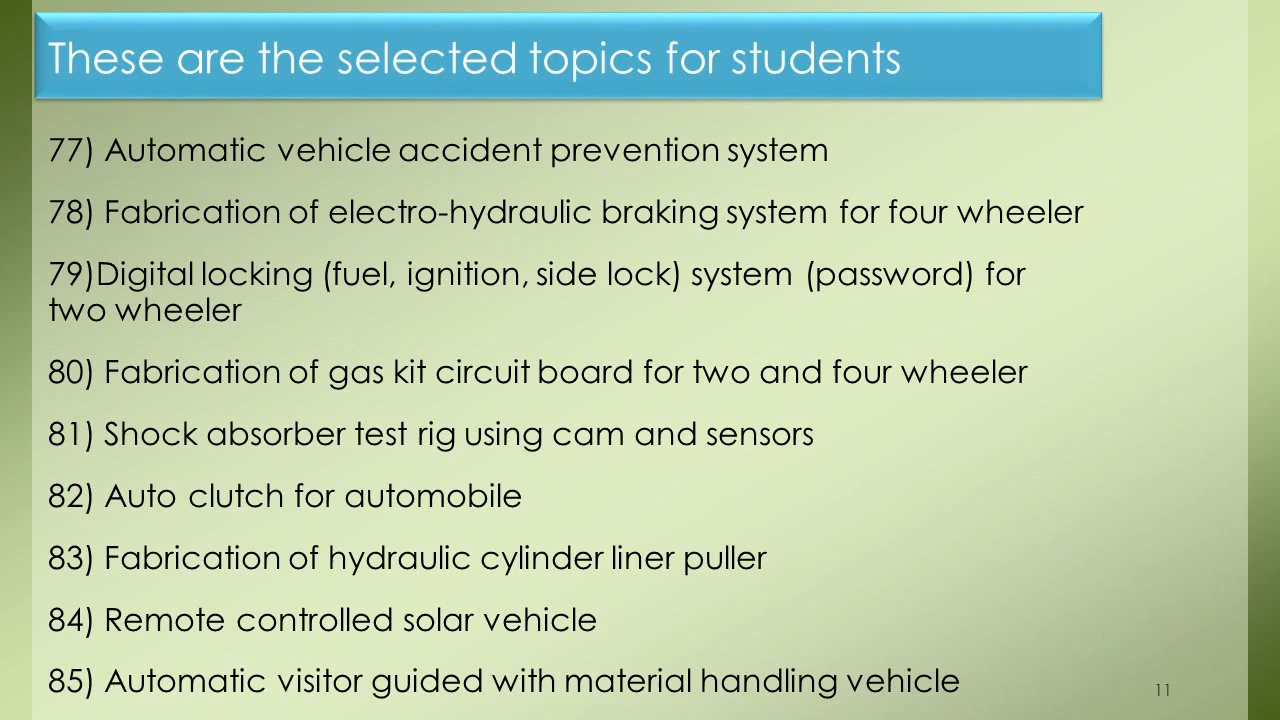 These are the selected topics for students
77) Automatic vehicle accident prevention system
78) Fabrication of electro-hydraulic braking system for four wheeler
79)Digital locking (fuel, ignition, side lock) system (password) for
two wheeler
80) Fabrication of gas kit circuit board for two and four wheeler
81) Shock absorber test rig using cam and sensors
82) Auto clutch for automobile
83) Fabrication of hydraulic cylinder liner puller
84) Remote controlled solar vehicle
85) Automatic visitor guided with material handling vehicle
11